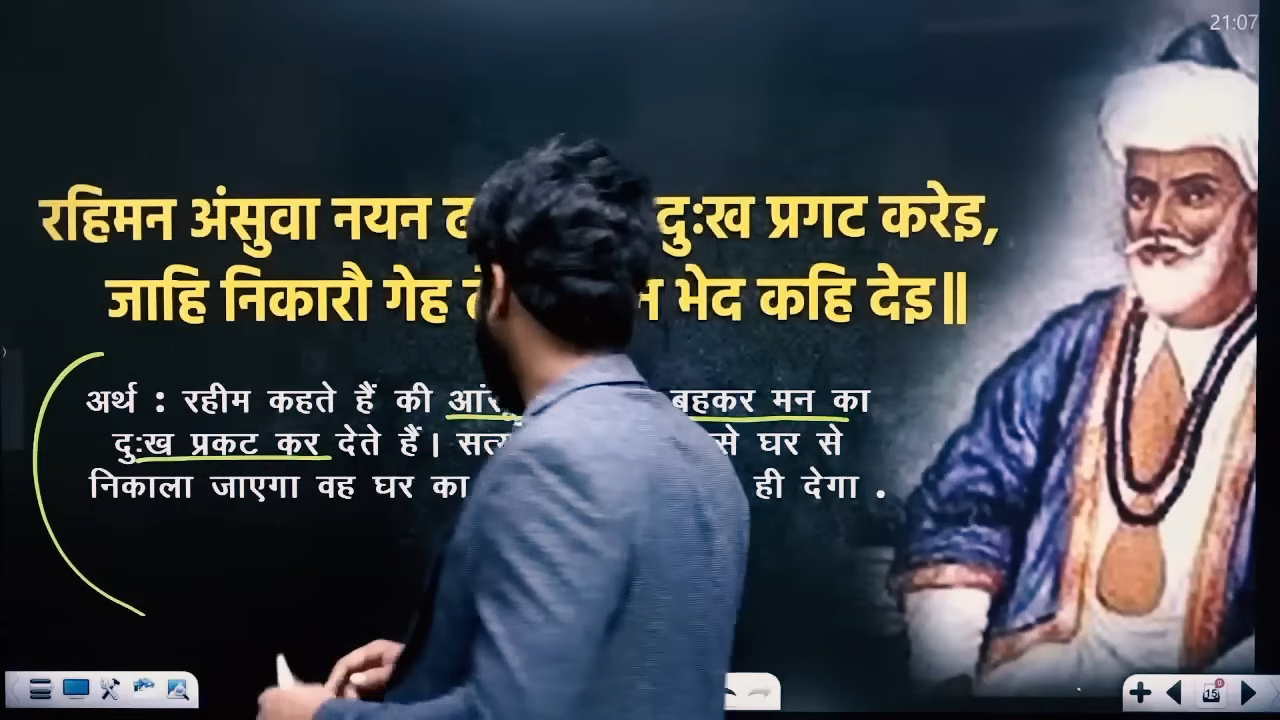 21:07
रहिमन अंसुवा नयन दुःख प्रगट करेइ,
जाहि निकारौ गेह भेद कहि देइ॥
अर्थ : रहीम कहते हैं की बहकर मन का
दुःख प्रकट कर देते हैं। से घर से
निकाला जाएगा वह घर का ही देगा .
15